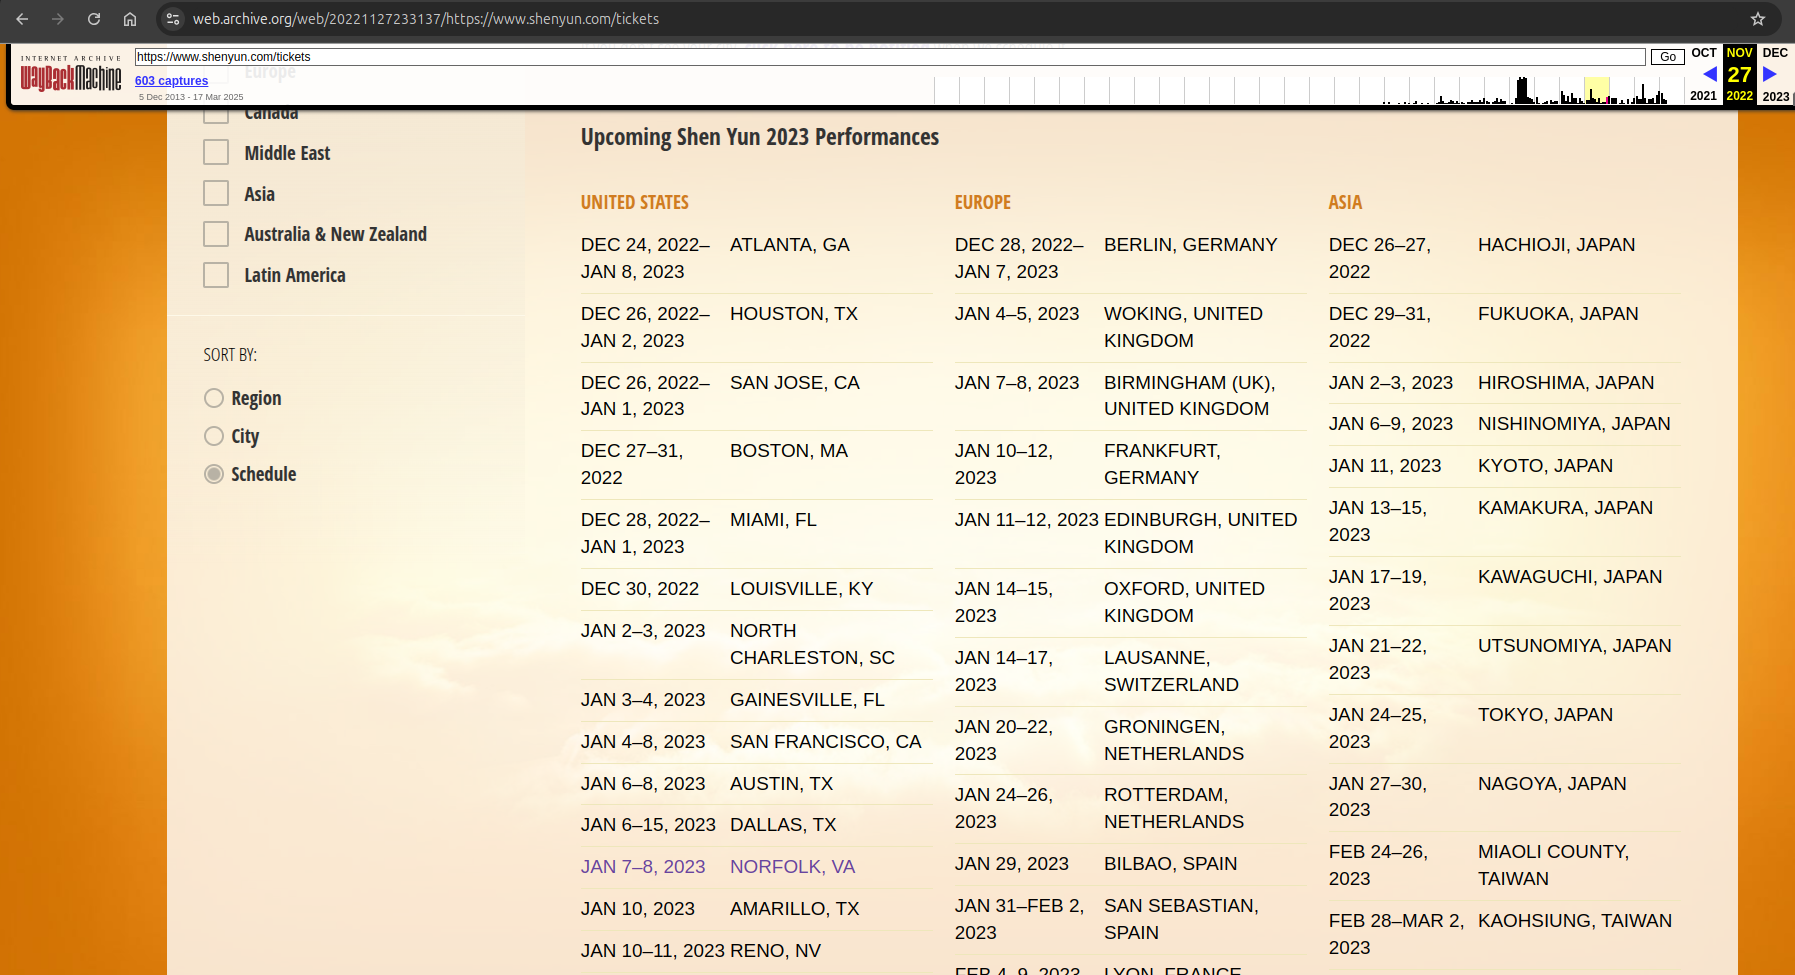 web.archive.org/web/20221127233137/https://www.shenyun.com/tickets
INTERNET ARCHIVE
WayBackMachine
https://www.shenyun.com/tickets
Go
603 captures
5 Dec 2013 - 17 Mar 2025
OCT
NOV
DEC
27
2021
2022
2023
Europe
Canada
Middle East
Asia
Australia & New Zealand
Latin America
SORT BY:
Region
City
Schedule
Upcoming Shen Yun 2023 Performances
UNITED STATES
DEC 24, 2022– ATLANTA, GA
JAN 8, 2023
DEC 26, 2022– HOUSTON, TX
JAN 2, 2023
DEC 26, 2022– SAN JOSE, CA
JAN 1, 2023
DEC 27–31, BOSTON, MA
2022
DEC 28, 2022– MIAMI, FL
JAN 1, 2023
DEC 30, 2022 LOUISVILLE, KY
JAN 2–3, 2023 NORTH
CHARLESTON, SC
JAN 3–4, 2023 GAINESVILLE, FL
JAN 4–8, 2023 SAN FRANCISCO, CA
JAN 6–8, 2023 AUSTIN, TX
JAN 6–15, 2023 DALLAS, TX
JAN 7–8, 2023 NORFOLK, VA
JAN 10, 2023 AMARILLO, TX
JAN 10–11, 2023 RENO, NV
EUROPE
DEC 28, 2022– BERLIN, GERMANY
JAN 7, 2023
JAN 4–5, 2023 WOKING, UNITED
KINGDOM
JAN 7–8, 2023 BIRMINGHAM (UK),
UNITED KINGDOM
JAN 10–12, FRANKFURT,
2023 GERMANY
JAN 11–12, 2023 EDINBURGH, UNITED
KINGDOM
JAN 14–15, OXFORD, UNITED
2023 KINGDOM
JAN 14–17, LAUSANNE,
2023 SWITZERLAND
JAN 20–22, GRONINGEN,
2023 NETHERLANDS
JAN 24–26, ROTTERDAM,
2023 NETHERLANDS
JAN 29, 2023 BILBAO, SPAIN
JAN 31–FEB 2, SAN SEBASTIAN,
2023 SPAIN
FEB 4–9, 2023 LYON, FRANCE
ASIA
DEC 26–27, HACHIOJI, JAPAN
2022
DEC 29–31, FUKUOKA, JAPAN
2022
JAN 2–3, 2023 HIROSHIMA, JAPAN
JAN 6–9, 2023 NISHINOMIYA, JAPAN
JAN 11, 2023 KYOTO, JAPAN
JAN 13–15, KAMAKURA, JAPAN
2023
JAN 17–19, KAWAGUCHI, JAPAN
2023
JAN 21–22, UTSUNOMIYA, JAPAN
2023
JAN 24–25, TOKYO, JAPAN
2023
JAN 27–30, NAGOYA, JAPAN
2023
FEB 24–26, MIAOLI COUNTY,
2023 TAIWAN
FEB 28–MAR 2, KAOHSIUNG, TAIWAN
2023